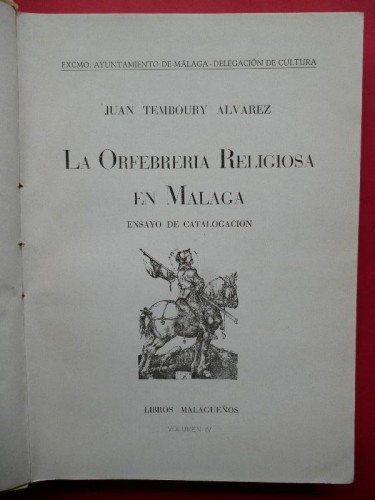 EXCMO. AYUNTAMIENTO DE MÁLAGA - DELEGACIÓN DE CULTURA
JUAN TEMBOURY ALVAREZ
LA ORFEBRERIA RELIGIOSA
EN MALAGA
ENSAYO DE CATALOGACION
LIBROS MALAGUEÑOS
VOLUMEN IV